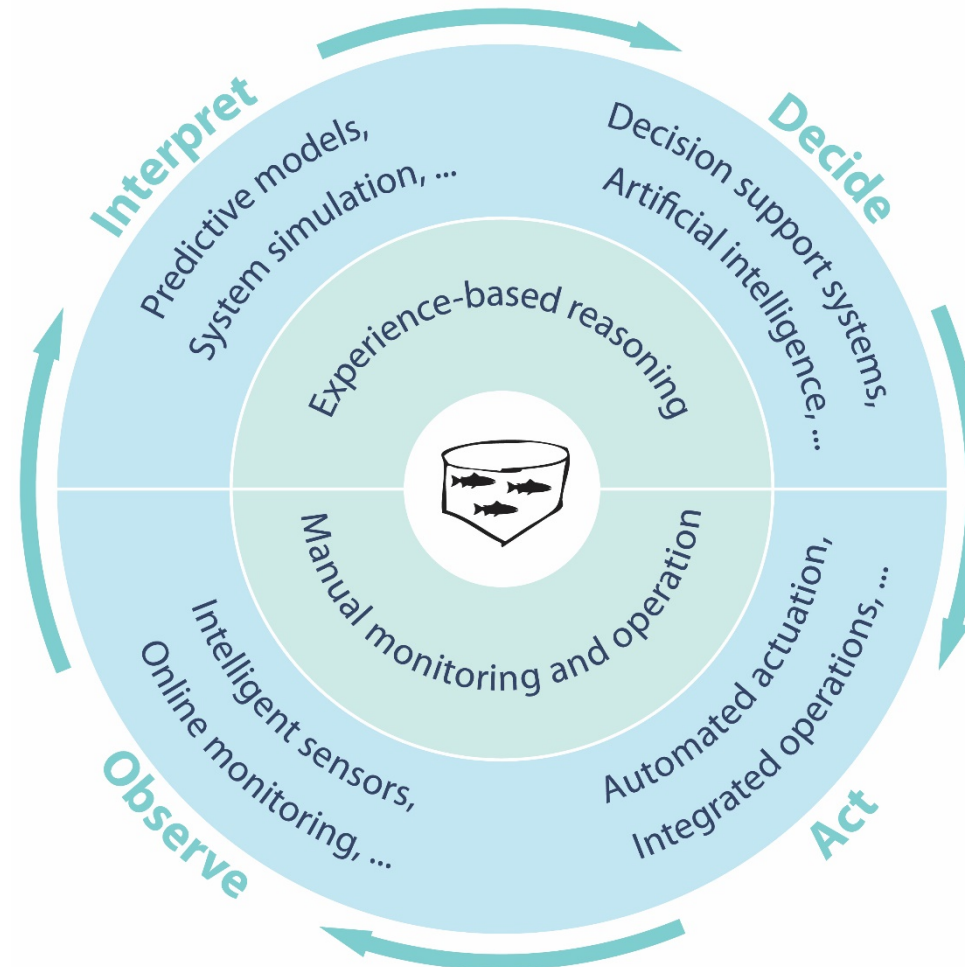 Interpret
Predictive models,
System simulation, ...
Decide
Decision support systems,
Artificial intelligence, ...
Experience-based reasoning
Manual monitoring and operation
Observe
Intelligent sensors,
Online monitoring, ...
Act
Automated actuation,
Integrated operations, ...